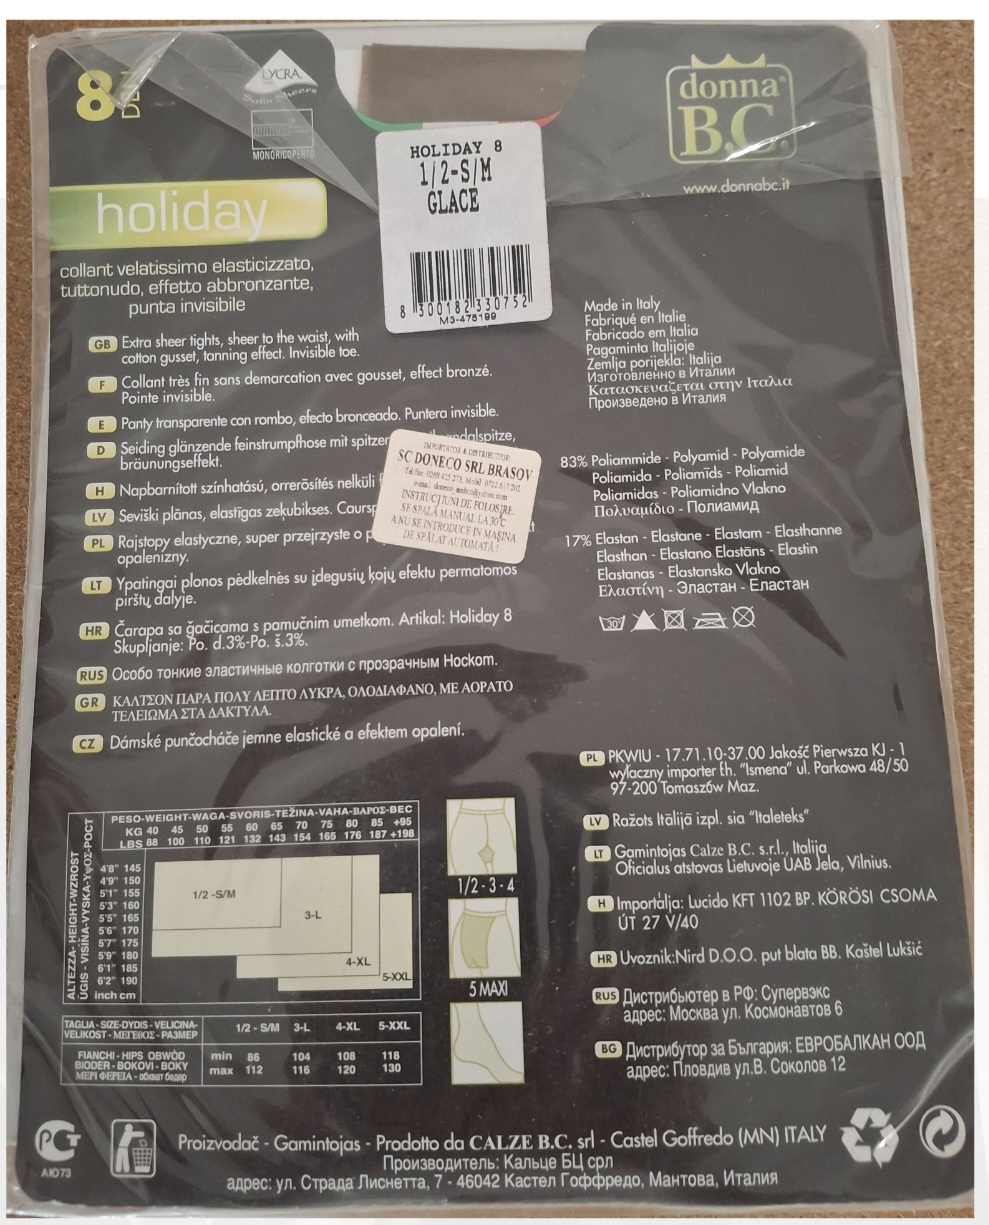 8
DEN
LYCRA.
Satin Sheers
MONORICOPERTO
donna
B.C.
www.donnabc.it
HOLIDAY 8
1/2-S/M
GLACE
8 300182 330752
M3-475199
holiday
collant velatissimo elasticizzato,
tuttonudo, effetto abbronzante,
punta invisibile
GB Extra sheer tights, sheer to the waist, with
cotton gusset, tanning effect. Invisible toe.
F Collant très fin sans demarcation avec gousset, effect bronzé.
Pointe invisible.
E Panty transparente con rombo, efecto bronceado. Puntera invisible.
D Seiding glänzende feinstrumpfhose mit spitzen
bräunungseffekt.
H Napbarnított színhatású, orrerősítés nelküli
LV Seviški plānas, elastīgas zeķubikses.
PL Rajstopy elastyczne, super przejrzyste o
opalenizny.
LT Ypatingai plonos pėdkelnės su įdegusių kojų efektu permatomos
pirštų dalyje.
HR Čarapa sa gačicama s pamučnim umetkom. Artikal: Holiday 8
Skupljanje: Po. d.3%-Po. š.3%.
RUS Особо тонкие эластичные колготки с прозрачным Hockom.
GR ΚΑΛΤΣΟΝ ΠΑΡΑ ΠΟΛΥ ΛΕΠΤΟ ΛΥΚΡΑ, ΟΛΟΔΙΑΦΑΝΟ, ΜΕ ΑΟΡΑΤΟ
ΤΕΛΕΙΩΜΑ ΣΤΑ ΔΑΚΤΥΛΑ.
CZ Dámské punčocháče jemne elastické a efektem opalení.
IMPORTATOR & DISTRIBUITOR
SC DONECO SRL BRASOV
INSTRUCȚIUNI DE FOLOSIRE:
SE SPALĂ MANUAL LA 30°C
A NU SE INTRODUCE IN MAȘINA
DE SPĂLAT AUTOMATĂ !
Made in Italy
Fabriqué en Italie
Fabricado em Italia
Pagaminta Italijoje
Zemlja porijekla: Italija
Изготовленно в Италии
Κατασκευαζεται στην Ιταλια
Произведено в Италия
83% Poliammide - Polyamid - Polyamide
Poliamida - Poliamīds - Poliamid
Poliamidas - Poliamidno Vlakno
Πολυαμίδιο - Полиамид
17% Elastan - Elastane - Elastam - Elasthanne
Elasthan - Elastano Elastāns - Elastin
Elastanas - Elastansko Vlakno
Ελαστίνη - Эластан - Еластан
30°
PL PKWIU - 17.71.10-37.00 Jakość Pierwsza KJ - 1
wyłaczny importer f.h. "Ismena" ul. Parkowa 48/50
97-200 Tomaszów Maz.
LV Ražots Itālijā izpl. sia "Italeteks"
LT Gamintojas Calze B.C. s.r.l., Italija
Oficialus atstovas Lietuvoje UAB Jela, Vilnius.
H Importálja: Lucido KFT 1102 BP. KÖRÖSI CSOMA
ÚT 27 V/40
HR Uvoznik:Nird D.O.O. put blata BB. Kaštel Lukšić
RUS Дистрибьютер в РФ: Супервэкс
адрес: Москва ул. Космонавтов 6
BG Дистрибутор за България: ЕВРОБАЛКАН ООД
адрес: Пловдив ул.В. Соколов 12
PESO-WEIGHT-WAGA-SVORIS-TEŽINA-VAHA-ΒΑΡΟΣ-ВЕС
KG 40 45 50 55 60 65 70 75 80 85 +95
LBS 88 100 110 121 132 143 154 165 176 187 +198
ALTEZZA- HEIGHT-WZROST
ŪGIS - VISINA-VYSKA-ΥψΟΣ-РОСТ
4'8" 145
4'9" 150
5'1" 155
5'3" 160
5'5" 165
5'6" 170
5'7" 175
5'9" 180
6'1" 185
6'2" 190
inch cm
1/2 -S/M
3-L
4-XL
5-XXL
1/2 - 3 - 4
5 MAXI
TAGLIA - SIZE-DYDIS - VELICINA-
VELIKOST - ΜΕΓΕΘΟΣ - РАЗМЕР
1/2 - S/M 3-L 4-XL 5-XXL
FIANCHI - HIPS OBWÓD
BIODER - BOKOVI - BOKY
ΜΕΡΙ ΦΕΡΕΙΑ - обхват бедер
min 86 104 108 118
max 112 116 120 130
РСТ
АЮ73
Proizvodač - Gamintojas - Prodotto da CALZE B.C. srl - Castel Goffredo (MN) ITALY
Производитель: Кальце БЦ срл
адрес: ул. Страда Лиснетта, 7 - 46042 Кастел Гоффредо, Мантова, Италия